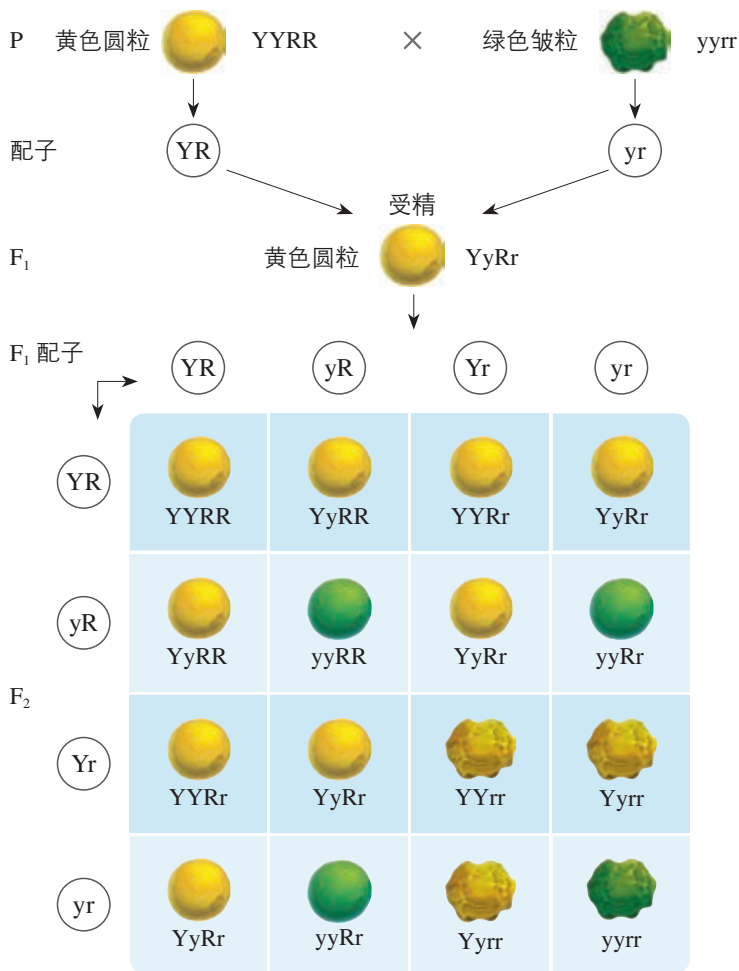 P 黄色圆粒 YYRR × 绿色皱粒 yyrr
配子 YR yr
受精
F₁ 黄色圆粒 YyRr
F₁ 配子 YR yR Yr yr
YR
YYRR YyRR YYRr YyRr
yR
YyRR yyRR YyRr yyRr
F₂
Yr
YYRr YyRr YYrr Yyrr
yr
YyRr yyRr Yyrr yyrr